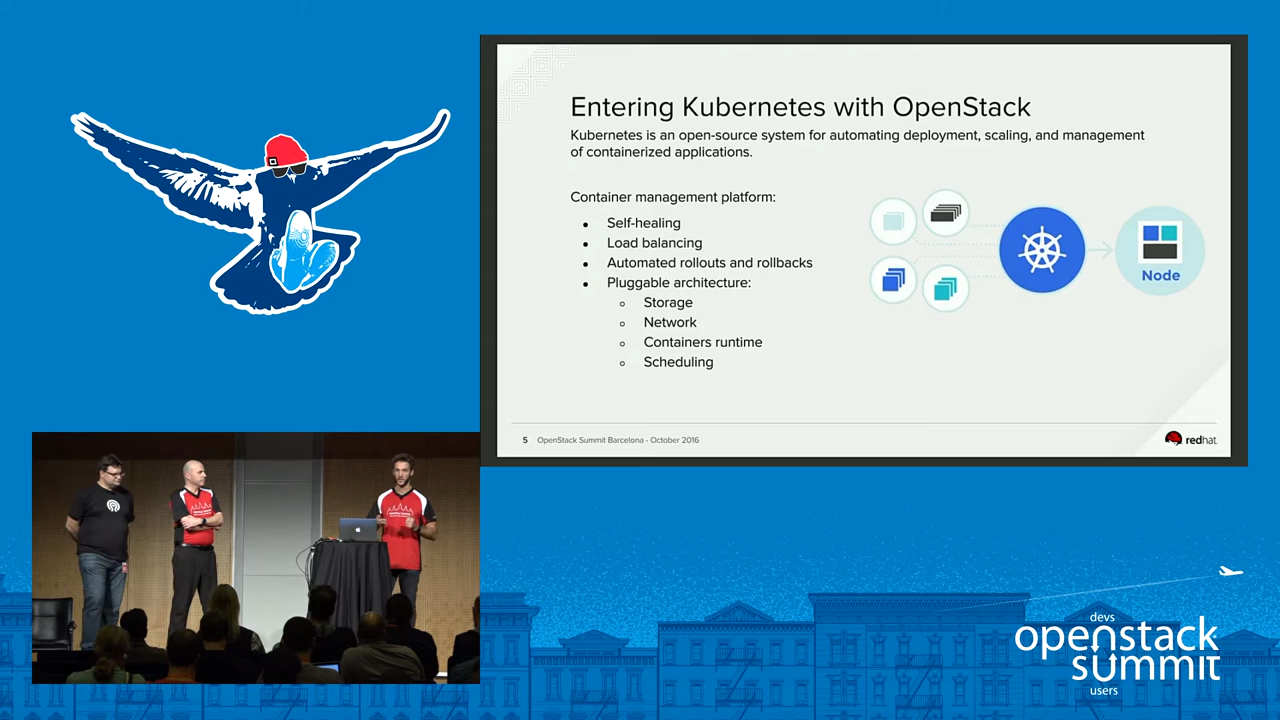 Entering Kubernetes with OpenStack
Kubernetes is an open-source system for automating deployment, scaling, and management
of containerized applications.
Container management platform:
Self-healing
Load balancing
Automated rollouts and rollbacks
Pluggable architecture:
Storage
Network
Containers runtime
Scheduling
Node
5 OpenStack Summit Barcelona - October 2016
redhat
devs
openstack
summit
users